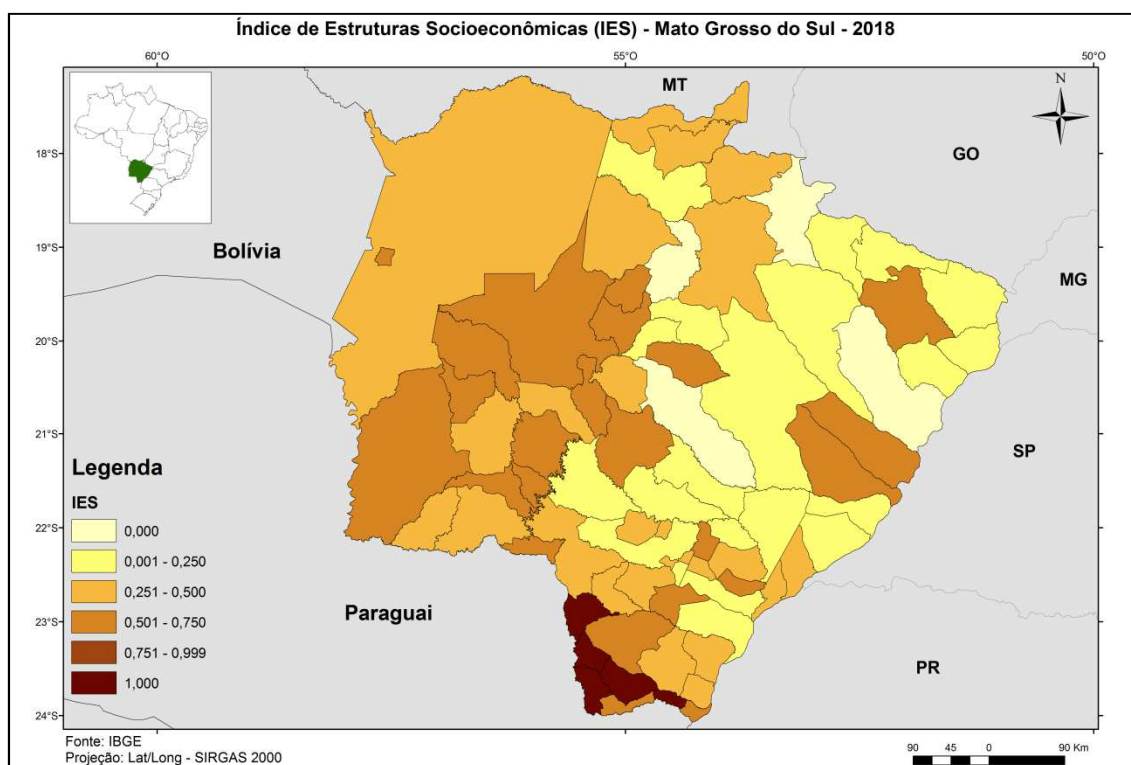 Índice de Estruturas Socioeconômicas (IES) - Mato Grosso do Sul - 2018
60°O
55°O
50°O
MT
N
GO
18°S
19°S
Bolívia
MG
20°S
21°S
SP
Legenda
IES
22°S
0,000
0,001 - 0,250
0,251 - 0,500
Paraguai
23°S
0,501 - 0,750
0,751 - 0,999
PR
1,000
24°S
Fonte: IBGE
Projeção: Lat/Long - SIRGAS 2000
90 45 0 90 Km